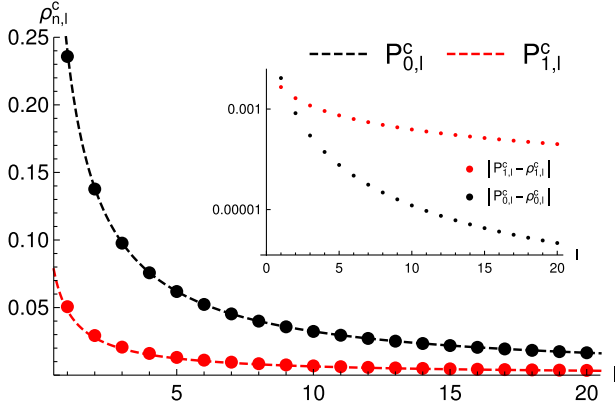 ρ^c_{n,l}
P^c_{0,l} P^c_{1,l}
0.25
0.20
0.15
0.10
0.05
5 10 15 20 l
0.001
0.00001
0 5 10 15 20 l
|P^c_{1,l} − ρ^c_{1,l}|
|P^c_{0,l} − ρ^c_{0,l}|